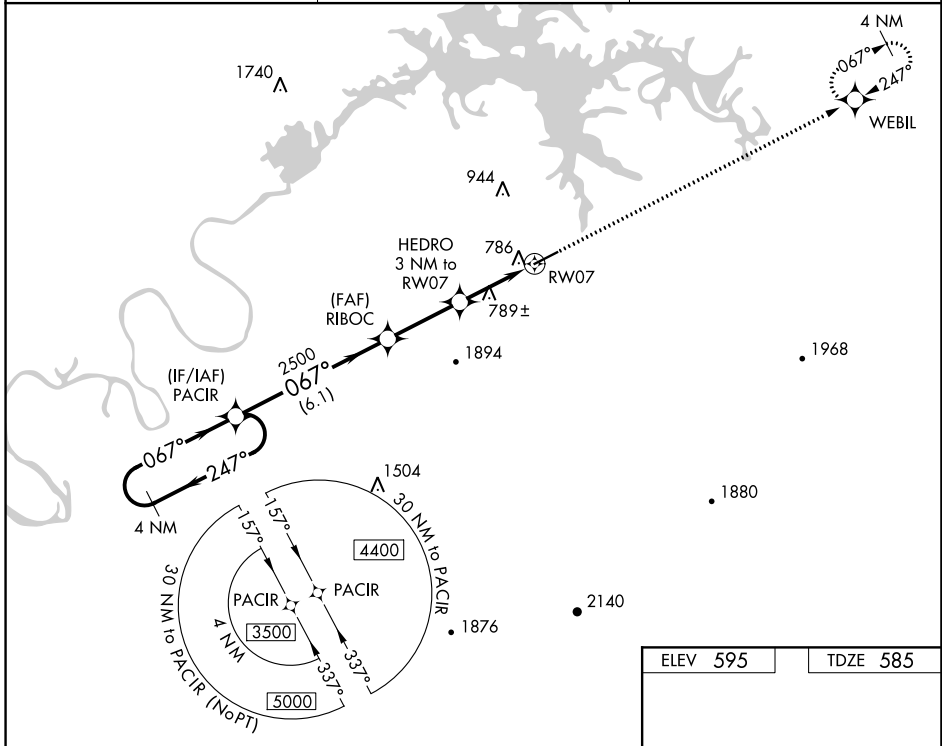 4 NM
067°
247°
WEBIL
1740
944
HEDRO
3 NM to
RW07
786
RW07
789±
(FAF)
RIBOC
1894
1968
2500
067°
(6.1)
(IF/IAF)
PACIR
067°
247°
4 NM
1504
1880
157°
157°
30 NM to PACIR
4400
PACIR
PACIR
3500
4 NM
337°
337°
30 NM to PACIR (NoPT)
5000
1876
2140
ELEV 595
TDZE 585